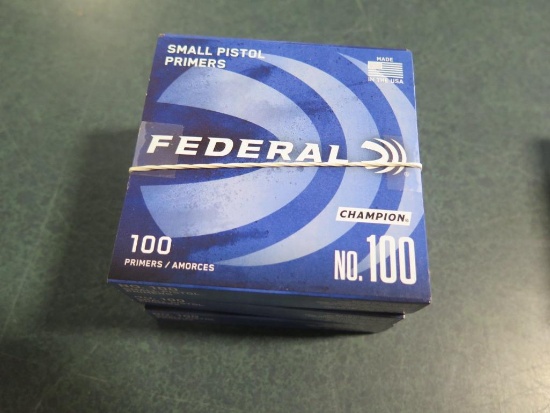 SMALL PISTOL
PRIMERS
MADE
IN THE USA
FEDERAL
CHAMPION®
100
PRIMERS / AMORCES
NO. 100